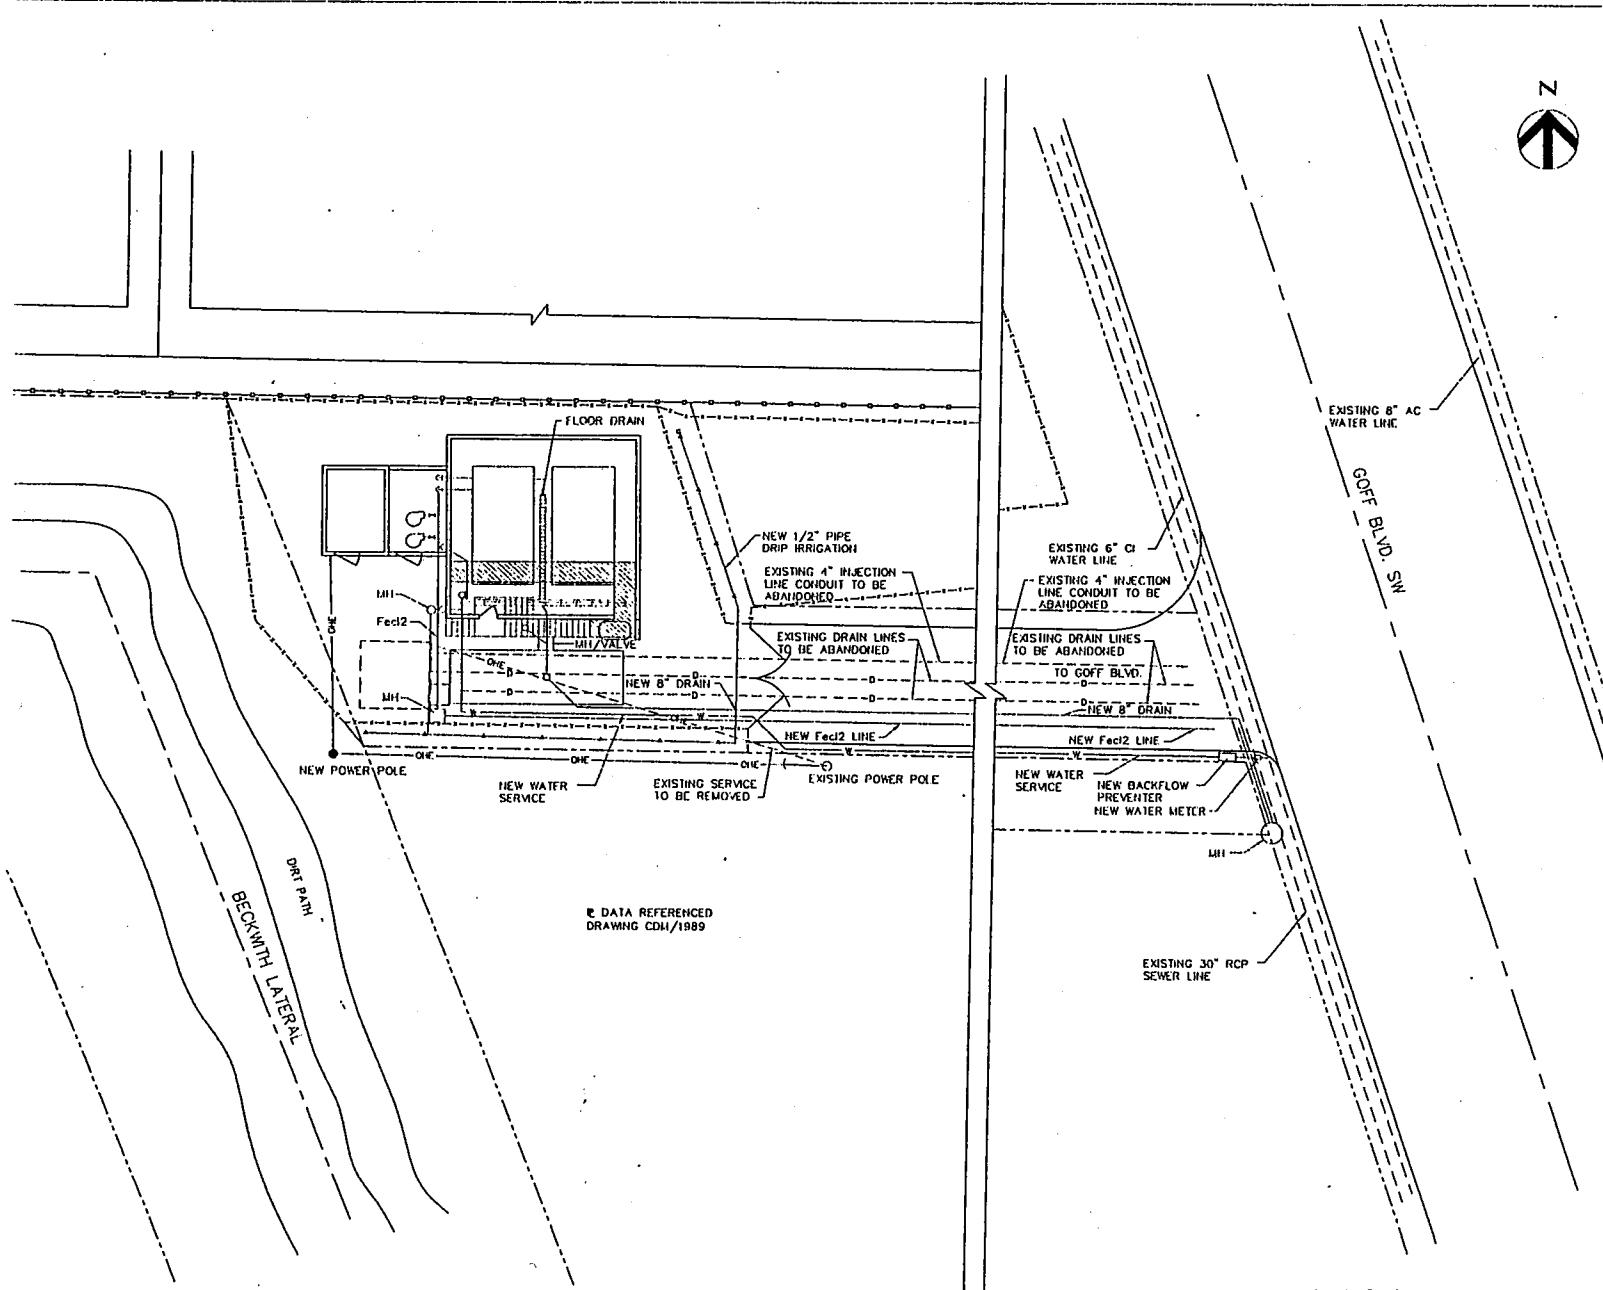 N
EXISTING 8" AC
WATER LINE
GOFF BLVD. SW
FLOOR DRAIN
NEW 1/2" PIPE
DRIP IRRIGATION
EXISTING 4" INJECTION
LINE CONDUIT TO BE
ABANDONED
EXISTING 6" CI
WATER LINE
EXISTING 4" INJECTION
LINE CONDUIT TO BE
ABANDONED
MH
Fecl2
OHE
MH/VALVE
EXISTING DRAIN LINES
TO BE ABANDONED
EXISTING DRAIN LINES
TO BE ABANDONED
OHE
D
D
D
TO GOFF BLVD.
D
NEW 8" DRAIN
D
D
D
D
MH
W
W
OHE
NEW 8" DRAIN
NEW Fecl2 LINE
NEW Fecl2 LINE
OHE
OHE
OHE
W
W
NEW POWER POLE
NEW WATER
SERVICE
EXISTING SERVICE
TO BE REMOVED
EXISTING POWER POLE
NEW WATER
SERVICE
NEW BACKFLOW
PREVENTER
NEW WATER METER
MH
DIRT PATH
BECKWITH LATERAL
DATA REFERENCED
DRAWING CDM/1989
EXISTING 30" RCP
SEWER LINE